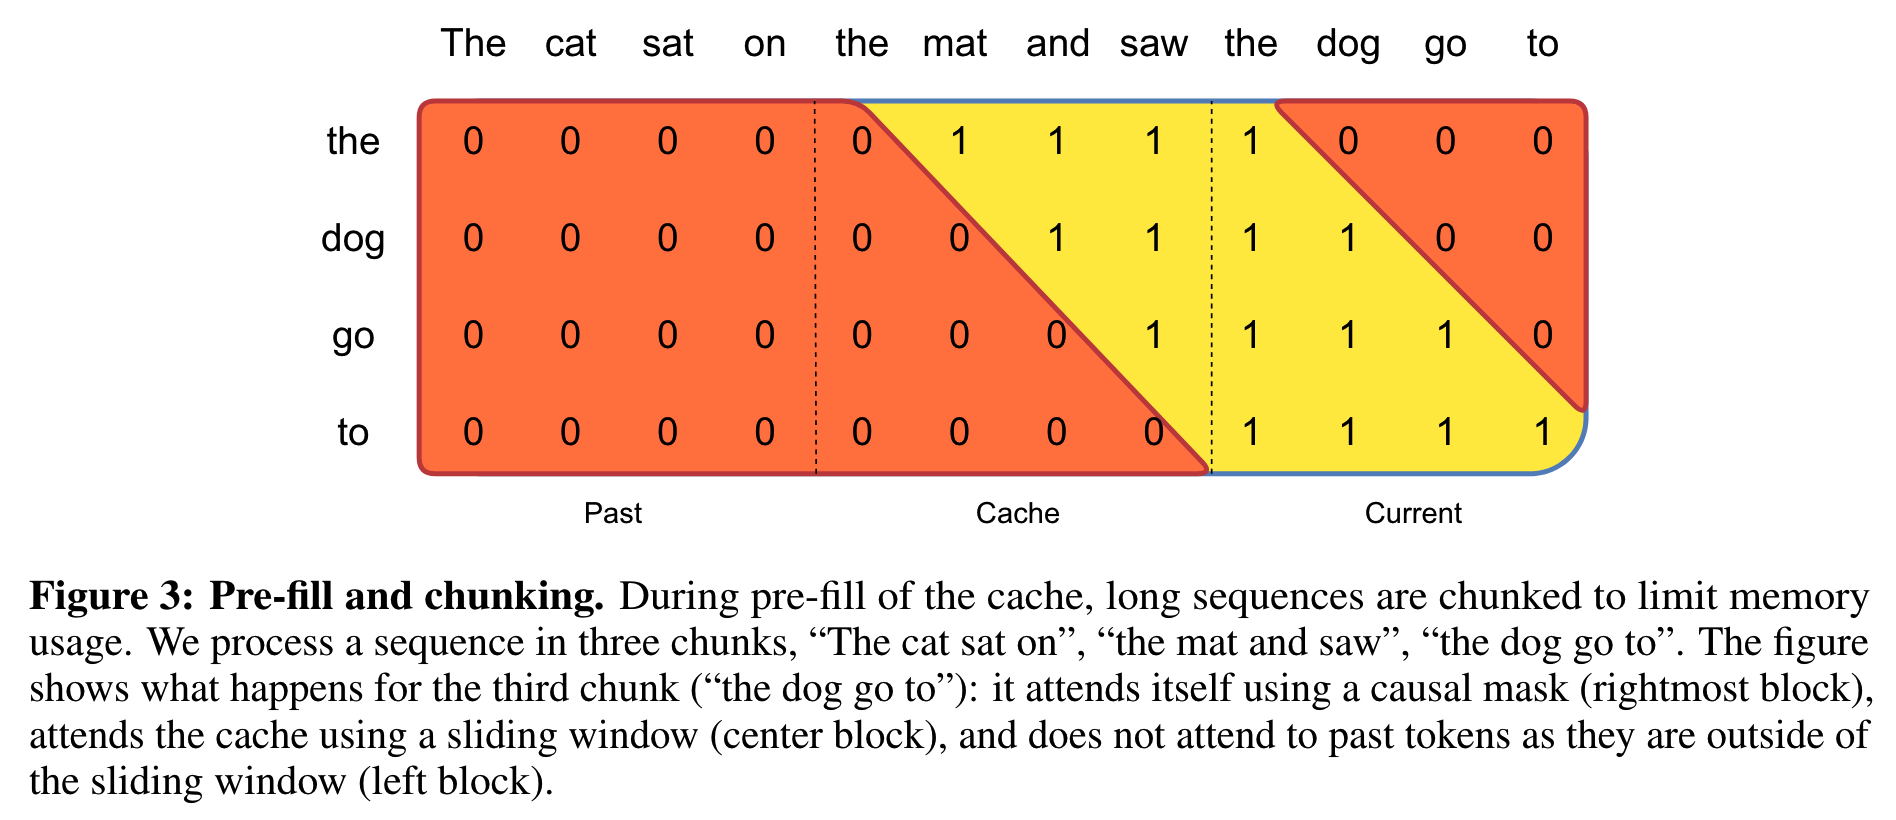 The cat sat on the mat and saw the dog go to
the 0 0 0 0 0 1 1 1 1 0 0 0
dog 0 0 0 0 0 0 1 1 1 1 0 0
go 0 0 0 0 0 0 0 1 1 1 1 0
to 0 0 0 0 0 0 0 0 1 1 1 1
Past Cache Current
Figure 3: Pre-fill and chunking. During pre-fill of the cache, long sequences are chunked to limit memory
usage. We process a sequence in three chunks, “The cat sat on”, “the mat and saw”, “the dog go to”. The figure
shows what happens for the third chunk (“the dog go to”): it attends itself using a causal mask (rightmost block),
attends the cache using a sliding window (center block), and does not attend to past tokens as they are outside of
the sliding window (left block).